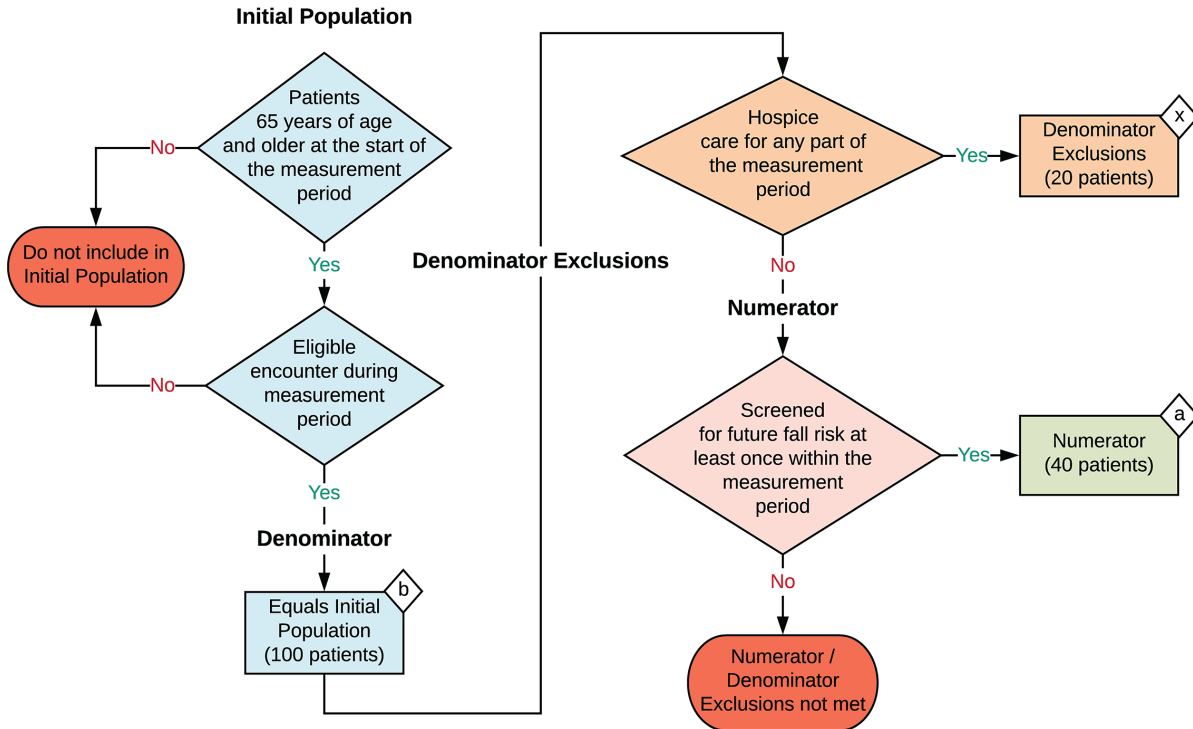 Initial Population
Patients
65 years of age
and older at the start of
the measurement
period
No
Do not include in
Initial Population
Yes
Eligible
encounter during
measurement
period
No
Yes
Denominator
b
Equals Initial
Population
(100 patients)
Denominator Exclusions
Hospice
care for any part of
the measurement
period
Yes
x
Denominator
Exclusions
(20 patients)
No
Numerator
Screened
for future fall risk at
least once within the
measurement
period
Yes
a
Numerator
(40 patients)
No
Numerator /
Denominator
Exclusions not met